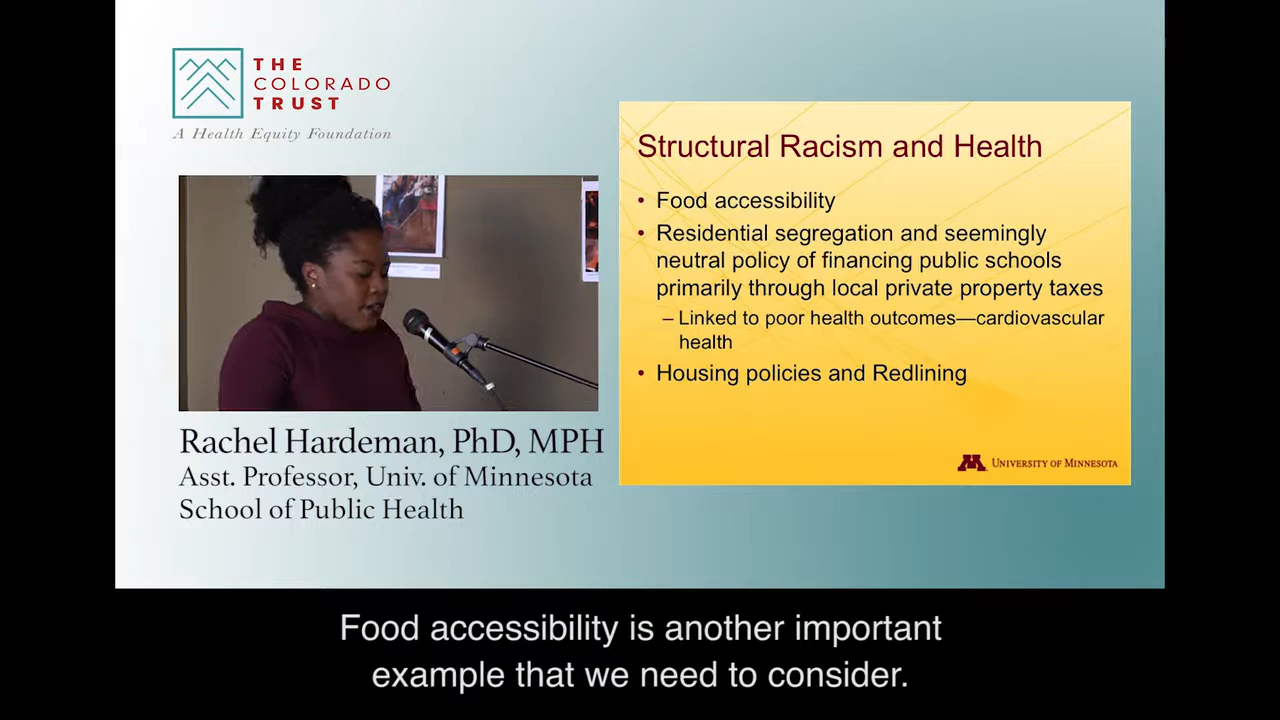 THE
COLORADO
TRUST
A Health Equity Foundation
Structural Racism and Health
• Food accessibility
• Residential segregation and seemingly
neutral policy of financing public schools
primarily through local private property taxes
– Linked to poor health outcomes—cardiovascular
health
• Housing policies and Redlining
UNIVERSITY OF MINNESOTA
Rachel Hardeman, PhD, MPH
Asst. Professor, Univ. of Minnesota
School of Public Health
Food accessibility is another important
example that we need to consider.